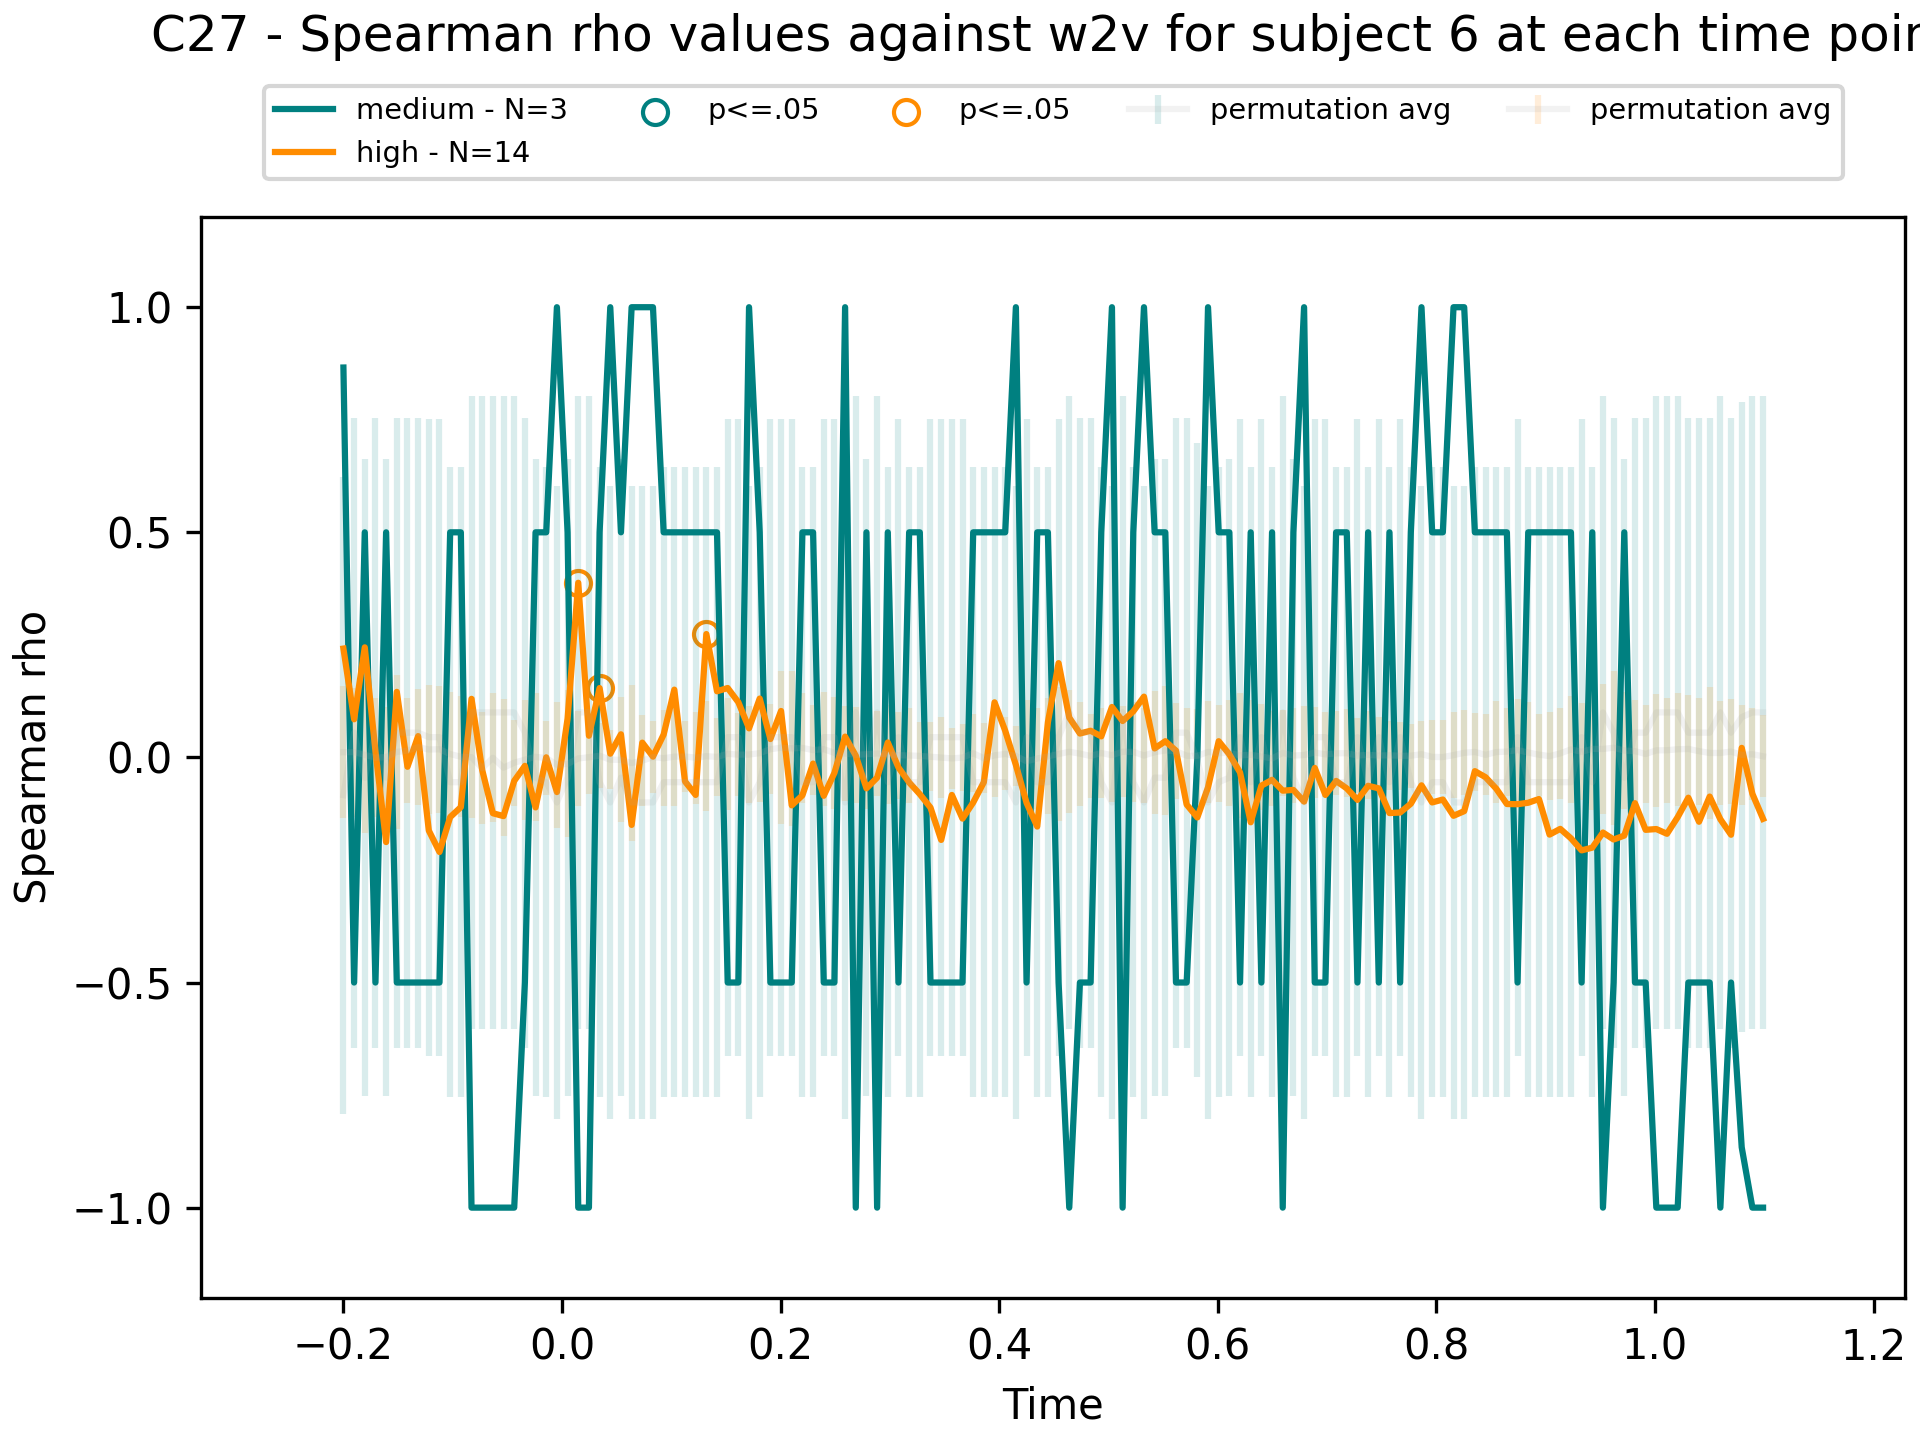 C27 - Spearman rho values against w2v for subject 6 at each time poin
medium - N=3
high - N=14
p<=.05
p<=.05
permutation avg
permutation avg
Spearman rho
1.0
0.5
0.0
−0.5
−1.0
−0.2 0.0 0.2 0.4 0.6 0.8 1.0 1.2
Time